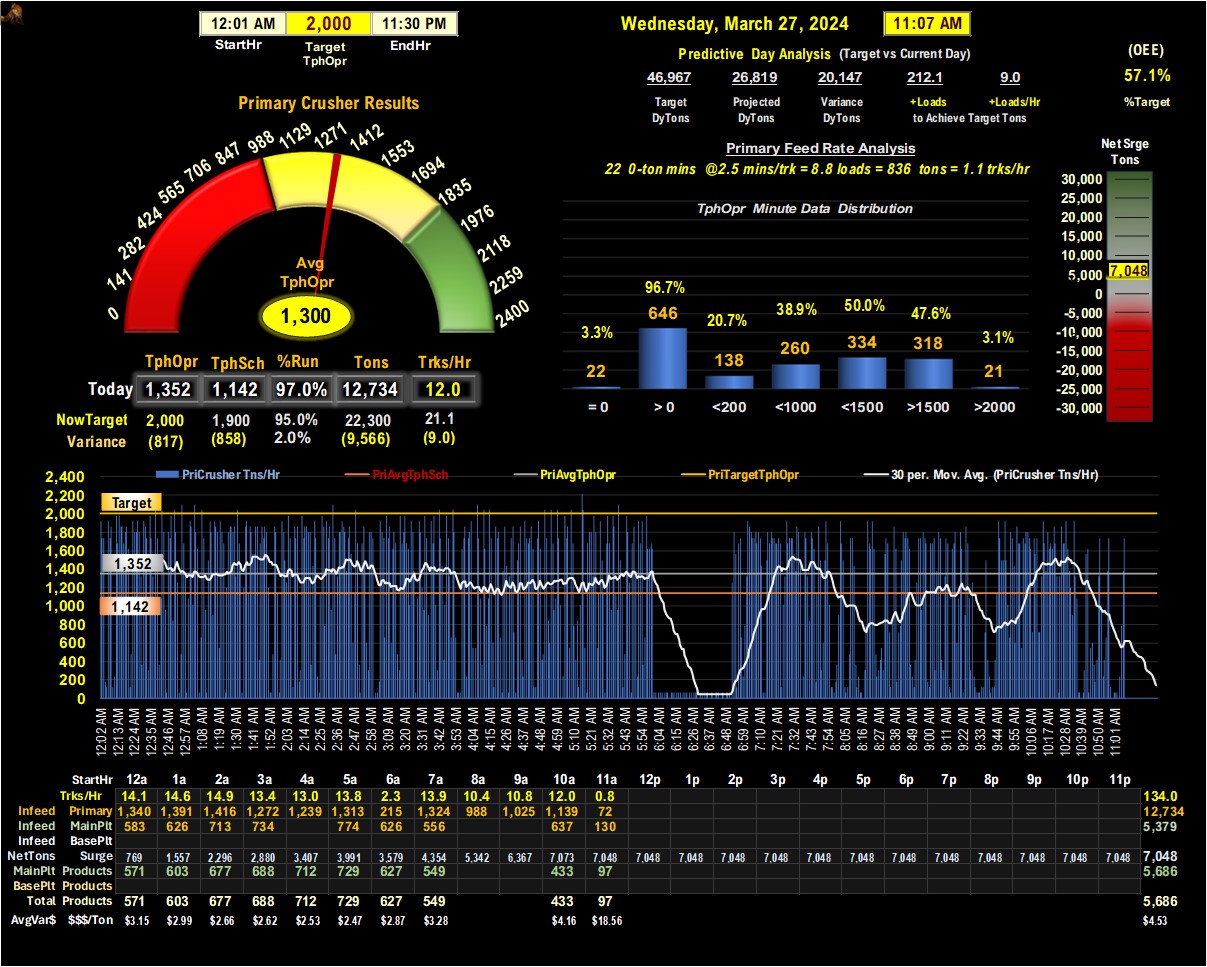 12:01 AM 2,000 11:30 PM
StartHr Target TphOpr EndHr
Wednesday, March 27, 2024 11:07 AM
Predictive Day Analysis (Target vs Current Day)
46,967 26,819 20,147 212.1 9.0
Target DyTons Projected DyTons Variance DyTons +Loads +Loads/Hr
to Achieve Target Tons
(OEE)
57.1%
%Target
Primary Crusher Results
0 141 282 424 565 706 847 988 1129 1271 1412 1553 1694 1835 1976 2118 2259 2400
Avg
TphOpr
1,300
TphOpr TphSch %Run Tons Trks/Hr
Today 1,352 1,142 97.0% 12,734 12.0
NowTarget 2,000 1,900 95.0% 22,300 21.1
Variance (817) (858) 2.0% (9,566) (9.0)
Primary Feed Rate Analysis
22 0-ton mins @2.5 mins/trk = 8.8 loads = 836 tons = 1.1 trks/hr
TphOpr Minute Data Distribution
3.3% 96.7% 20.7% 38.9% 50.0% 47.6% 3.1%
22 646 138 260 334 318 21
= 0 > 0 <200 <1000 <1500 >1500 >2000
Net Srge
Tons
30,000
25,000
20,000
15,000
10,000
7,048
5,000
0
-5,000
-10,000
-15,000
-20,000
-25,000
-30,000
PriCrusher Tns/Hr PriAvgTphSch PriAvgTphOpr PriTargetTphOpr 30 per. Mov. Avg. (PriCrusher Tns/Hr)
2,400
2,200
2,000
1,800
1,600
1,400
1,200
1,000
800
600
400
200
0
Target
1,352
1,142
12:02 AM 12:13 AM 12:24 AM 12:35 AM 12:46 AM 12:57 AM 1:08 AM 1:19 AM 1:30 AM 1:41 AM 1:52 AM 2:03 AM 2:14 AM 2:25 AM 2:36 AM 2:47 AM 2:58 AM 3:09 AM 3:20 AM 3:31 AM 3:42 AM 3:53 AM 4:04 AM 4:15 AM 4:26 AM 4:37 AM 4:48 AM 4:59 AM 5:10 AM 5:21 AM 5:32 AM 5:43 AM 5:54 AM 6:04 AM 6:15 AM 6:26 AM 6:37 AM 6:48 AM 6:59 AM 7:10 AM 7:21 AM 7:32 AM 7:43 AM 7:54 AM 8:05 AM 8:16 AM 8:27 AM 8:38 AM 8:49 AM 9:00 AM 9:11 AM 9:22 AM 9:33 AM 9:44 AM 9:55 AM 10:06 AM 10:17 AM 10:28 AM 10:39 AM 10:50 AM 11:01 AM
StartHr 12a 1a 2a 3a 4a 5a 6a 7a 8a 9a 10a 11a 12p 1p 2p 3p 4p 5p 6p 7p 8p 9p 10p 11p
Trks/Hr 14.1 14.6 14.9 13.4 13.0 13.8 2.3 13.9 10.4 10.8 12.0 0.8 134.0
Infeed Primary 1,340 1,391 1,416 1,272 1,239 1,313 215 1,324 988 1,025 1,139 72 12,734
Infeed MainPlt 583 626 713 734 774 626 556 637 130 5,379
Infeed BasePlt
NetTons Surge 769 1,557 2,296 2,880 3,407 3,991 3,579 4,354 5,342 6,367 7,073 7,048 7,048 7,048 7,048 7,048 7,048 7,048 7,048 7,048 7,048 7,048 7,048 7,048 7,048
MainPlt Products 571 603 677 688 712 729 627 549 433 97 5,686
BasePlt Products
Total Products 571 603 677 688 712 729 627 549 433 97 5,686
AvgVar$ $$$/Ton $3.15 $2.99 $2.66 $2.62 $2.53 $2.47 $2.87 $3.28 $4.16 $18.56 $4.53